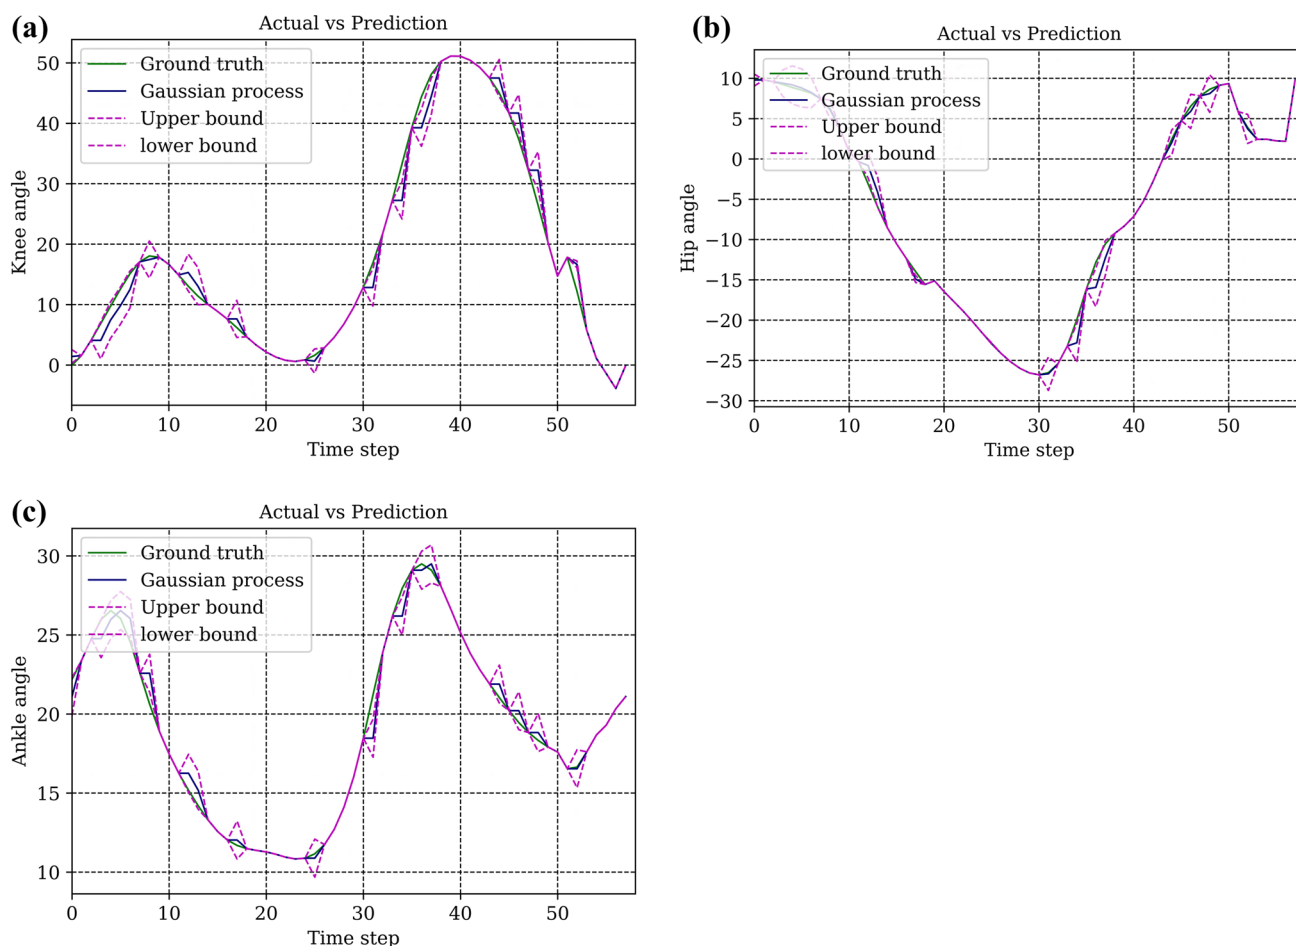 (a)
Actual vs Prediction
Ground truth
Gaussian process
Upper bound
lower bound
Knee angle
50
40
30
20
10
0
0 10 20 30 40 50
Time step
(b)
Actual vs Prediction
Ground truth
Gaussian process
Upper bound
lower bound
Hip angle
10
5
0
−5
−10
−15
−20
−25
−30
0 10 20 30 40 50
Time step
(c)
Actual vs Prediction
Ground truth
Gaussian process
Upper bound
lower bound
Ankle angle
30
25
20
15
10
0 10 20 30 40 50
Time step